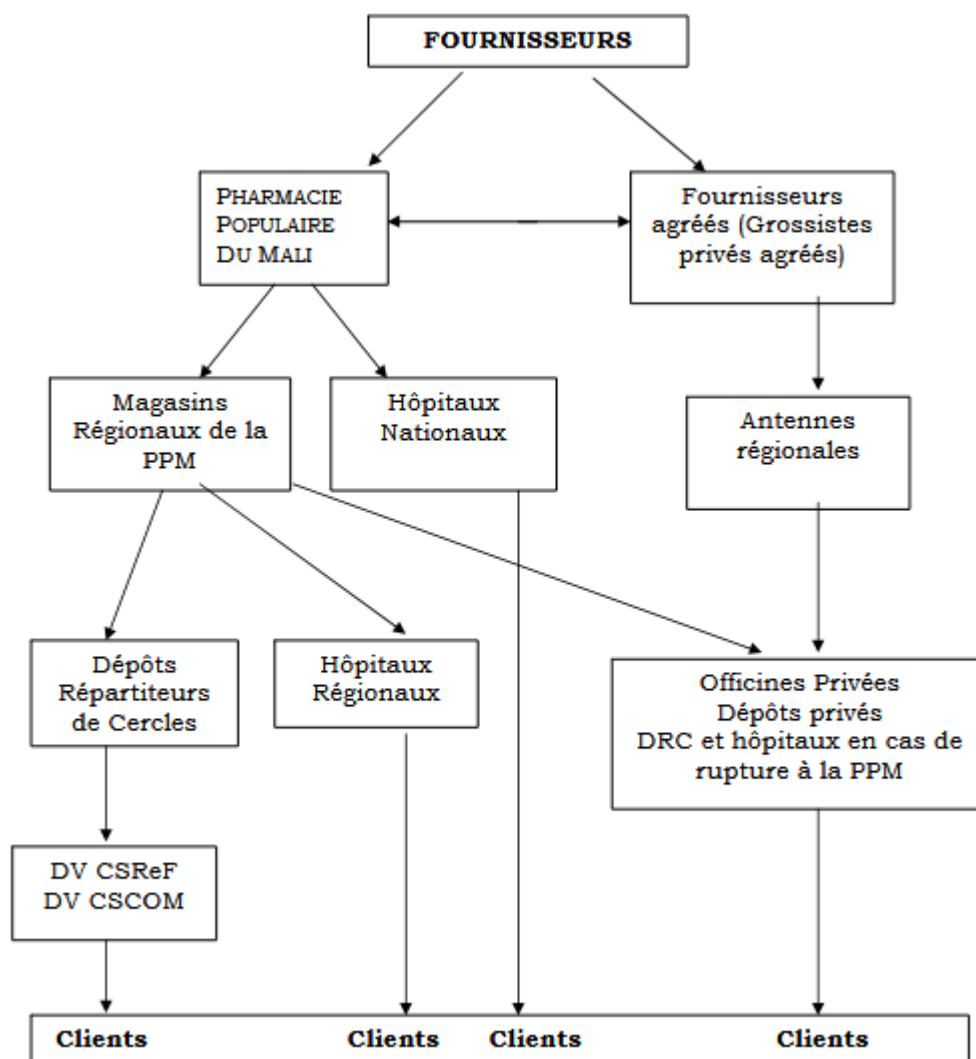 FOURNISSEURS
PHARMACIE
POPULAIRE
DU MALI
Fournisseurs
agréés (Grossistes
privés agréés)
Magasins
Régionaux de la
PPM
Hôpitaux
Nationaux
Antennes
régionales
Dépôts
Répartiteurs
de Cercles
Hôpitaux
Régionaux
Officines Privées
Dépôts privés
DRC et hôpitaux en cas de
rupture à la PPM
DV CSReF
DV CSCOM
Clients Clients Clients Clients